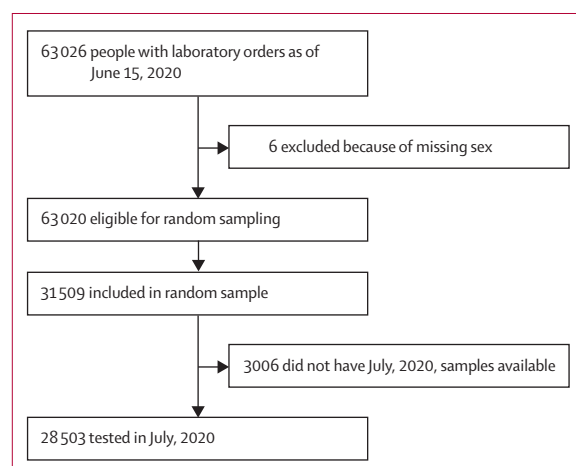 63 026 people with laboratory orders as of
June 15, 2020
6 excluded because of missing sex
63 020 eligible for random sampling
31 509 included in random sample
3006 did not have July, 2020, samples available
28 503 tested in July, 2020